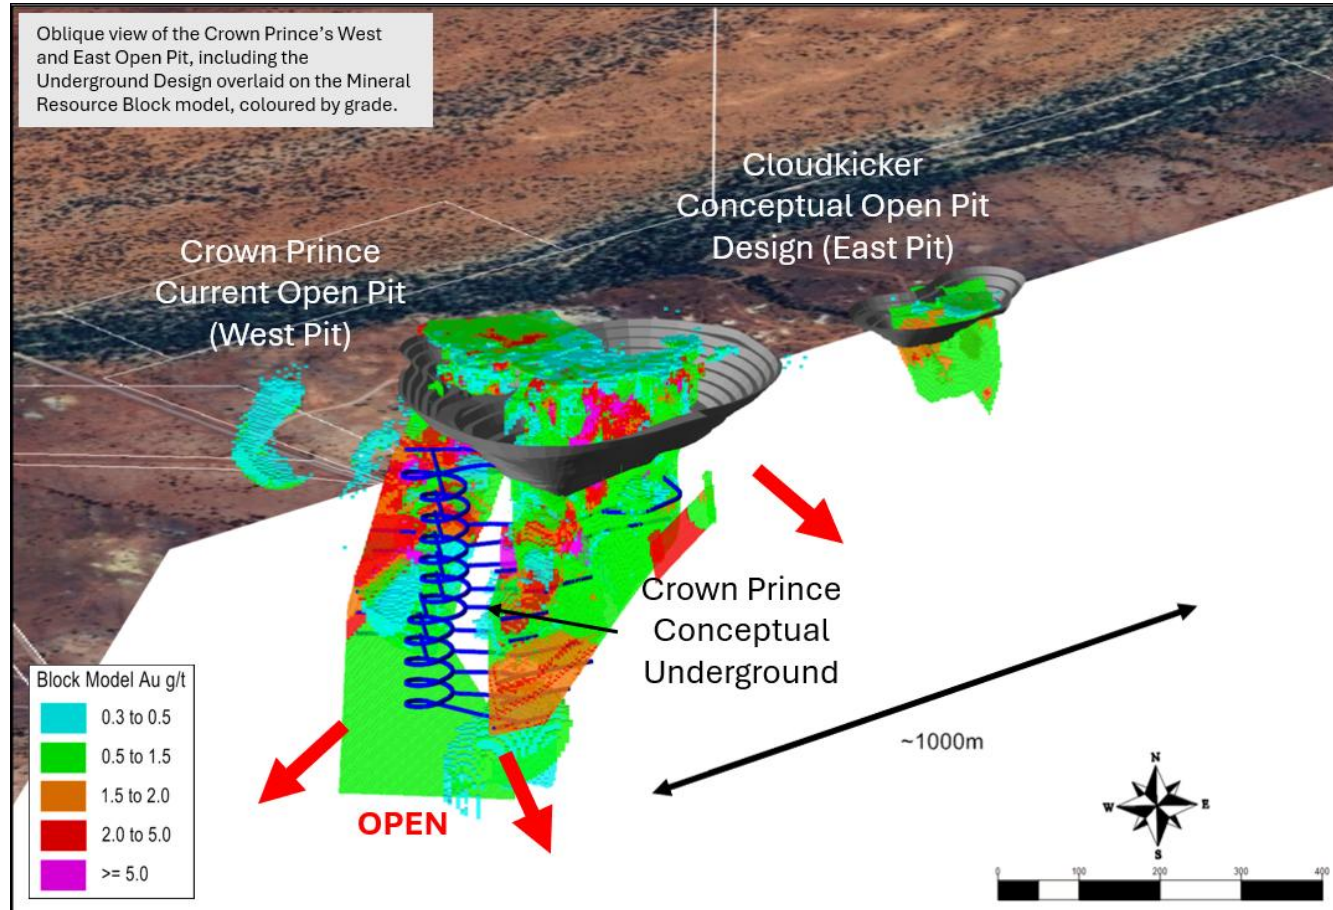 Oblique view of the Crown Prince's West
and East Open Pit, including the
Underground Design overlaid on the Mineral
Resource Block model, coloured by grade.
Cloudkicker
Conceptual Open Pit
Design (East Pit)
Crown Prince
Current Open Pit
(West Pit)
Crown Prince
Conceptual
Underground
OPEN
~1000m
Block Model Au g/t
0.3 to 0.5
0.5 to 1.5
1.5 to 2.0
2.0 to 5.0
>= 5.0
N
W
E
S
0 100 200 300 400